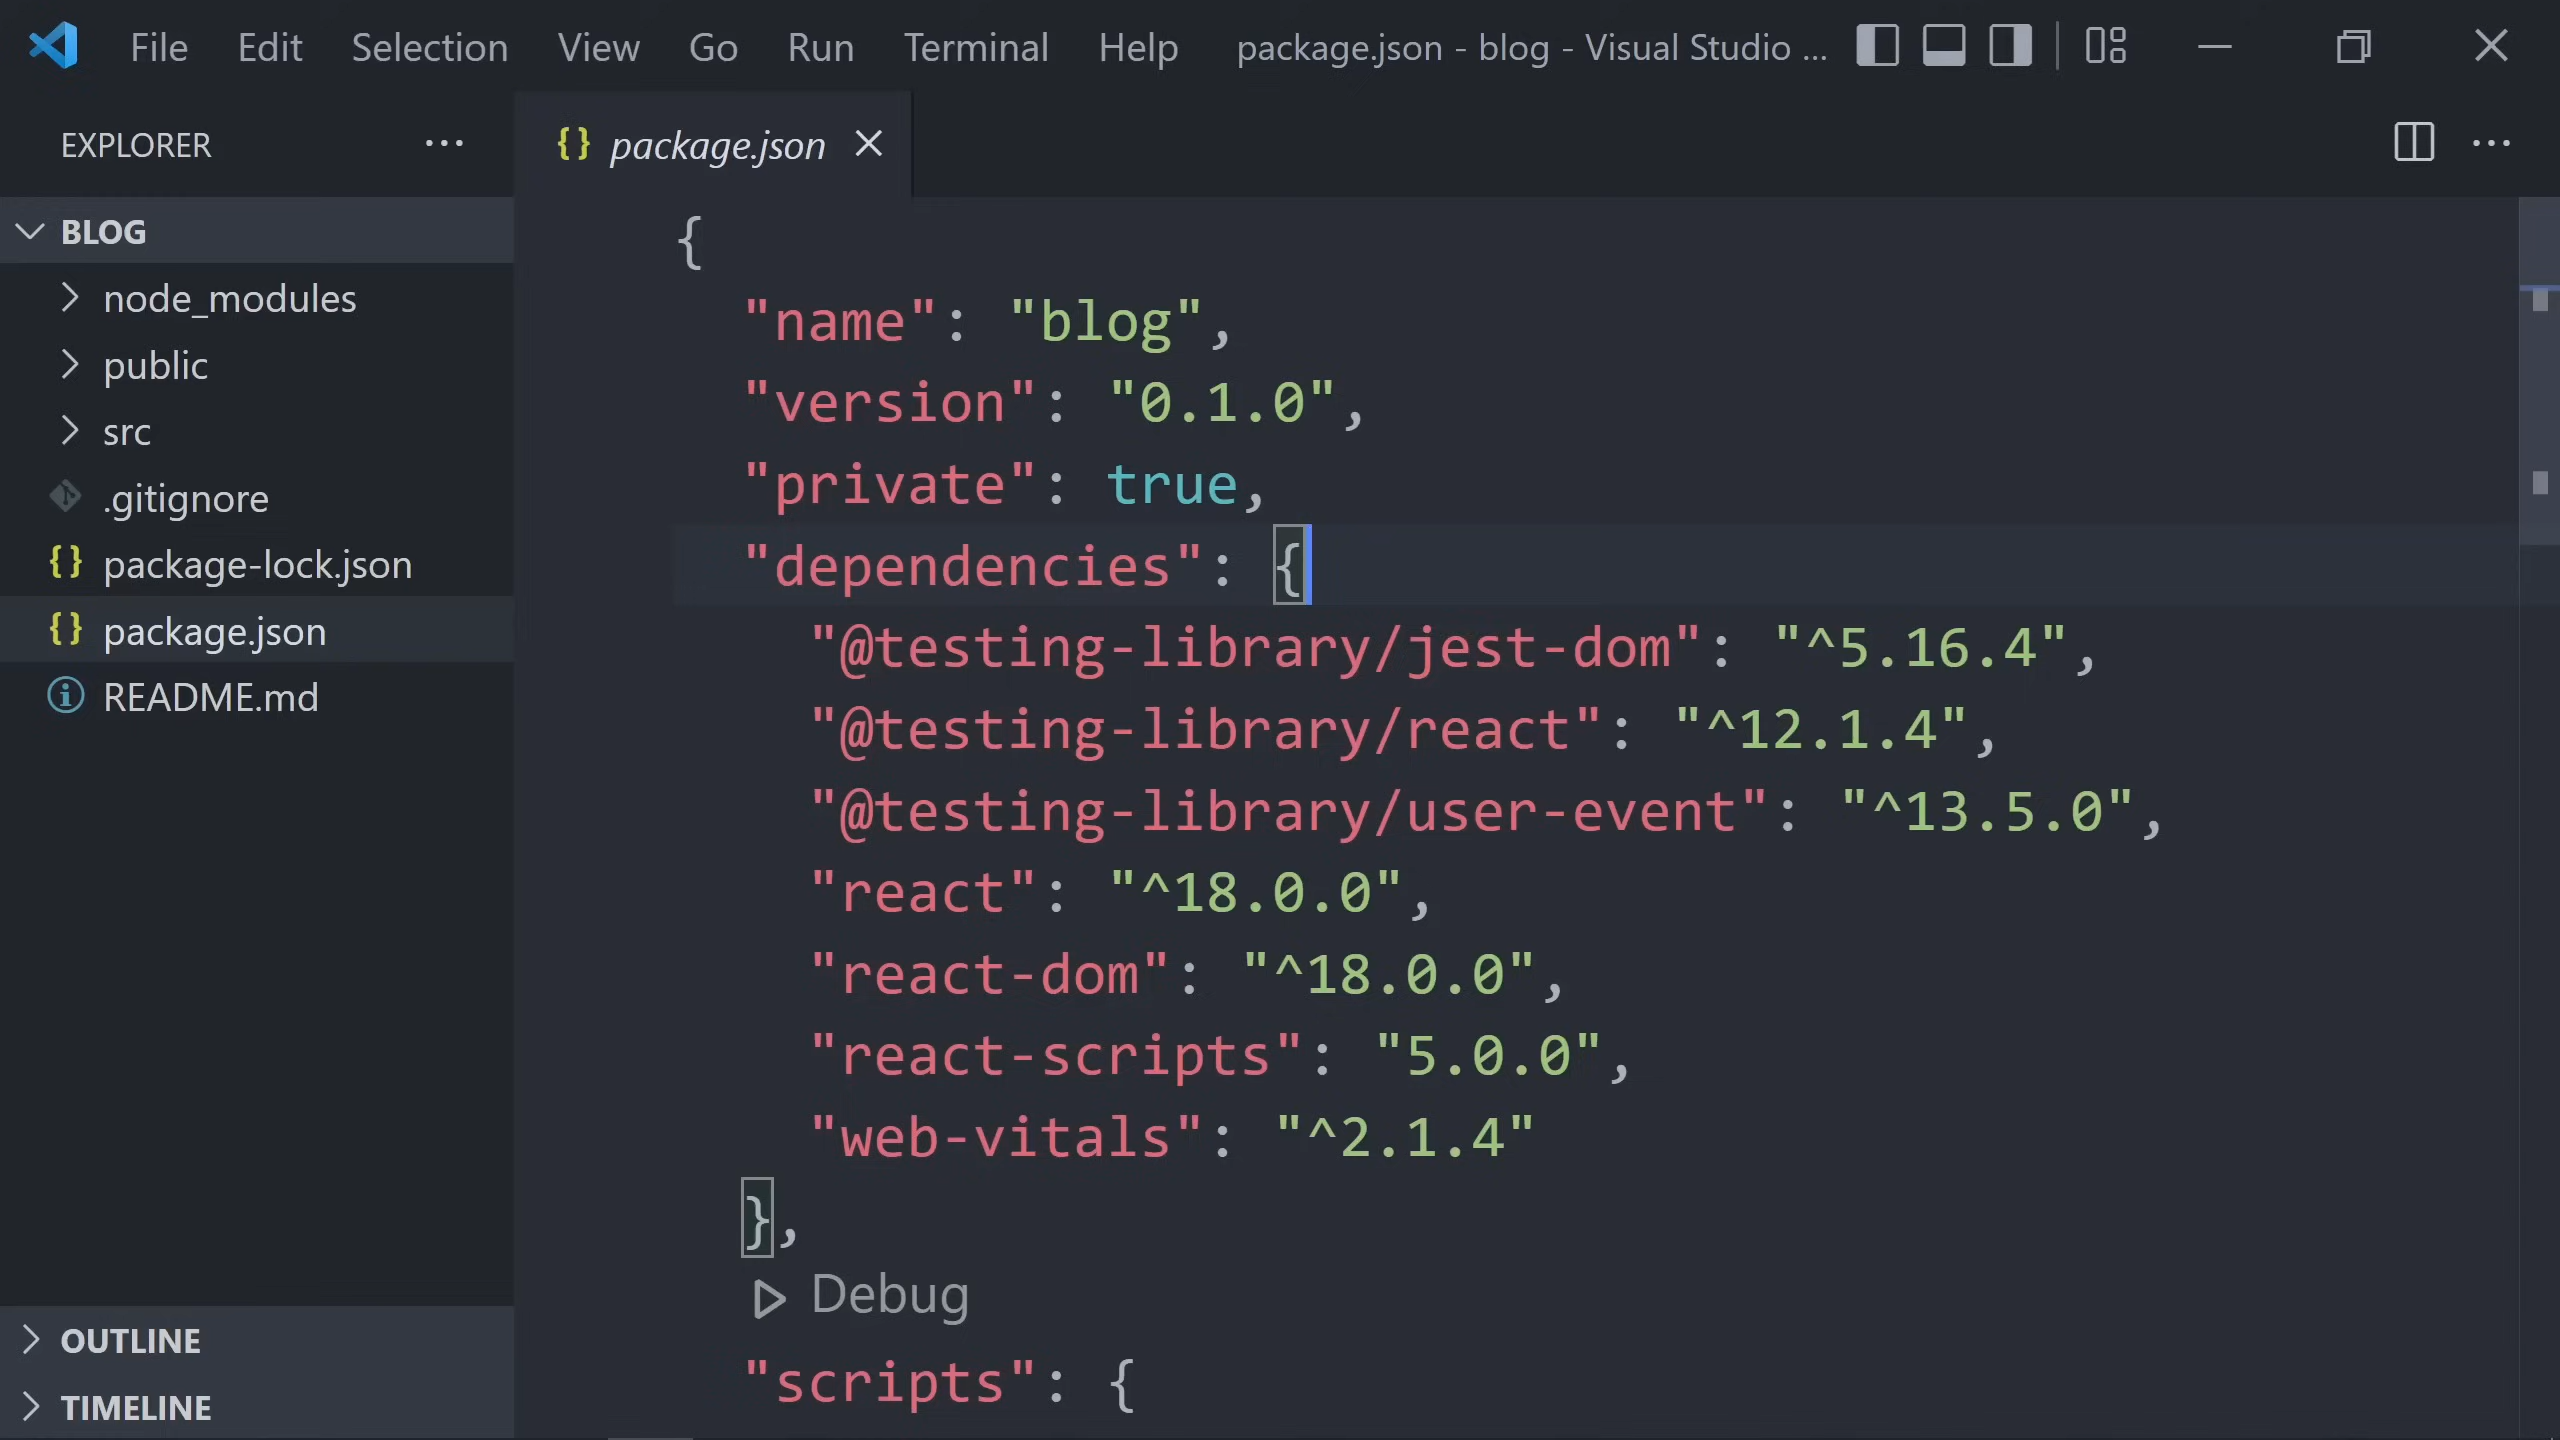 File Edit Selection View Go Run Terminal Help package.json - blog - Visual Studio ...
EXPLORER ...
package.json
BLOG
node_modules
public
src
.gitignore
package-lock.json
package.json
README.md
OUTLINE
TIMELINE
{
"name": "blog",
"version": "0.1.0",
"private": true,
"dependencies": {
"@testing-library/jest-dom": "^5.16.4",
"@testing-library/react": "^12.1.4",
"@testing-library/user-event": "^13.5.0",
"react": "^18.0.0",
"react-dom": "^18.0.0",
"react-scripts": "5.0.0",
"web-vitals": "^2.1.4"
},
Debug
"scripts": {